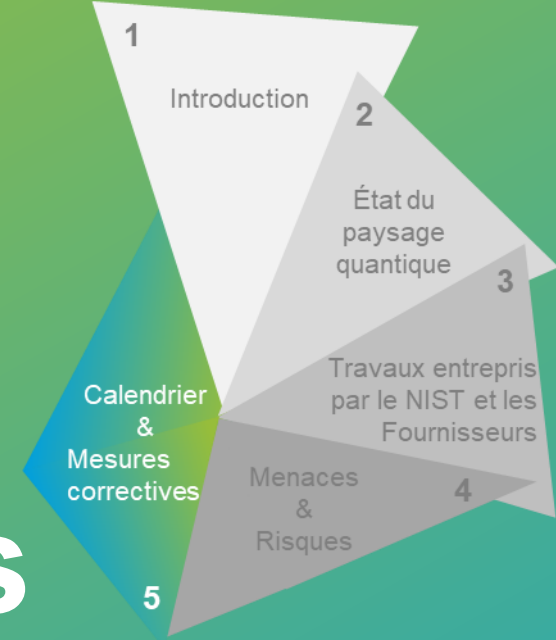 1
Introduction
2
État du
paysage
quantique
3
Travaux entrepris
par le NIST et les
Fournisseurs
4
Menaces
&
Risques
5
Calendrier
&
Mesures
correctives
s